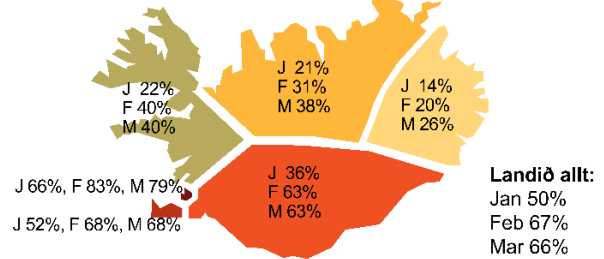 J 22%
F 40%
M 40%
J 21%
F 31%
M 38%
J 14%
F 20%
M 26%
J 66%, F 83%, M 79%
J 52%, F 68%, M 68%
J 36%
F 63%
M 63%
Landið allt:
Jan 50%
Feb 67%
Mar 66%